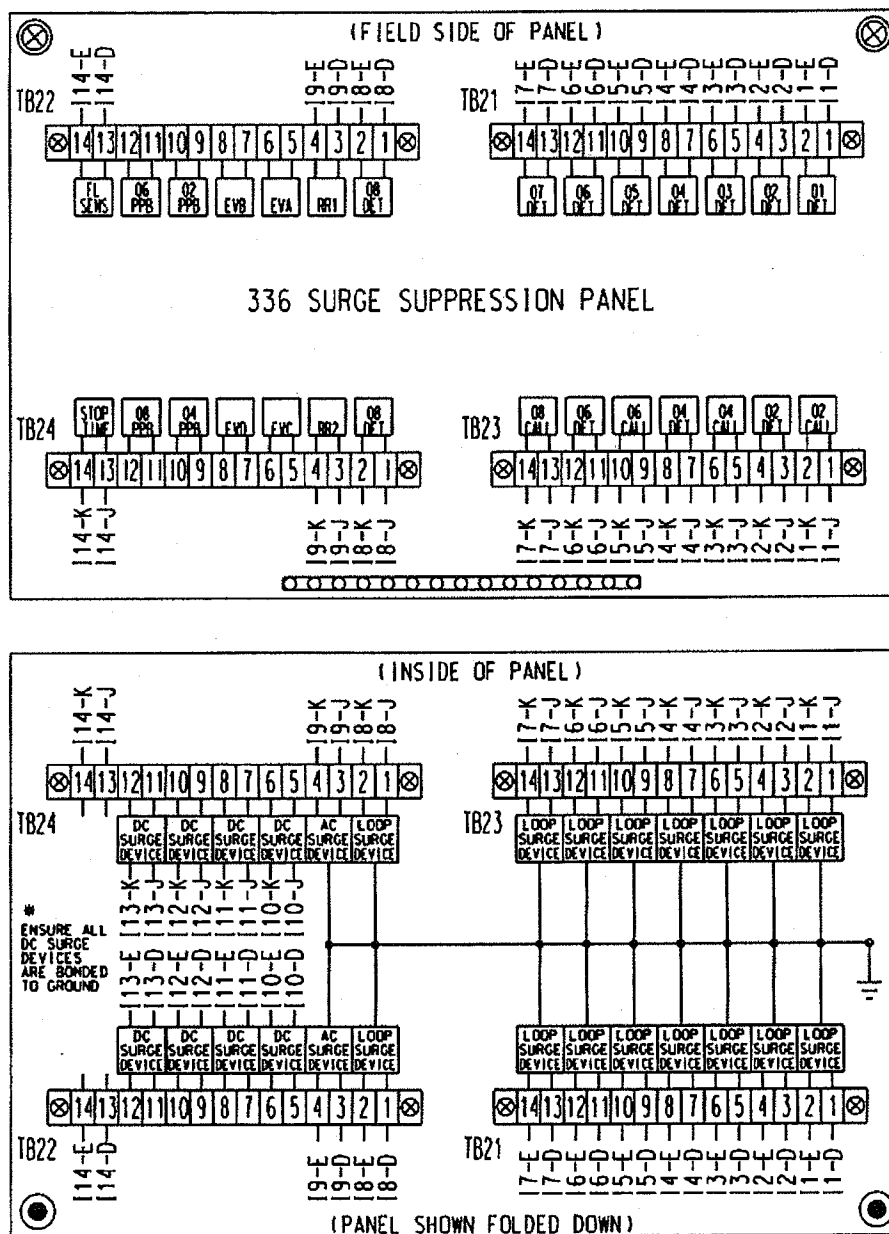 (FIELD SIDE OF PANEL)
I14-E I14-D I9-E I9-D I8-E I8-D
I7-E I7-D I6-E I6-D I5-E I5-D I4-E I4-D I3-E I3-D I2-E I2-D I1-E I1-D
TB22
TB21
14 13 12 11 10 9 8 7 6 5 4 3 2 1
14 13 12 11 10 9 8 7 6 5 4 3 2 1
FL SENS
06 PPB
02 PPB
EVB
EVA
RR1
08 DET
07 DET
06 DET
05 DET
04 DET
03 DET
02 DET
01 DET
336 SURGE SUPPRESSION PANEL
STOP TIME
08 PPB
04 PPB
EVD
EVC
RR2
08 DET
08 CALL
06 DET
06 CALL
04 DET
04 CALL
02 DET
02 CALL
TB24
TB23
14 13 12 11 10 9 8 7 6 5 4 3 2 1
14 13 12 11 10 9 8 7 6 5 4 3 2 1
I14-K I14-J I9-K I9-J I8-K I8-J
I7-K I7-J I6-K I6-J I5-K I5-J I4-K I4-J I3-K I3-J I2-K I2-J I1-K I1-J
(INSIDE OF PANEL)
I14-K I14-J I9-K I9-J I8-K I8-J
I7-K I7-J I6-K I6-J I5-K I5-J I4-K I4-J I3-K I3-J I2-K I2-J I1-K I1-J
14 13 12 11 10 9 8 7 6 5 4 3 2 1
14 13 12 11 10 9 8 7 6 5 4 3 2 1
TB24
TB23
DC DC DC DC AC LOOP
SURGE SURGE SURGE SURGE SURGE SURGE
DEVICE DEVICE DEVICE DEVICE DEVICE DEVICE
LOOP LOOP LOOP LOOP LOOP LOOP LOOP
SURGE SURGE SURGE SURGE SURGE SURGE SURGE
DEVICE DEVICE DEVICE DEVICE DEVICE DEVICE DEVICE
I13-K I13-J I12-K I12-J I11-K I11-J I10-K I10-J
*
ENSURE ALL
DC SURGE
DEVICES
ARE BONDED
TO GROUND
I13-E I13-D I12-E I12-D I11-E I11-D I10-E I10-D
DC DC DC DC AC LOOP
SURGE SURGE SURGE SURGE SURGE SURGE
DEVICE DEVICE DEVICE DEVICE DEVICE DEVICE
LOOP LOOP LOOP LOOP LOOP LOOP LOOP
SURGE SURGE SURGE SURGE SURGE SURGE SURGE
DEVICE DEVICE DEVICE DEVICE DEVICE DEVICE DEVICE
14 13 12 11 10 9 8 7 6 5 4 3 2 1
14 13 12 11 10 9 8 7 6 5 4 3 2 1
TB22
TB21
I14-E I14-D I9-E I9-D I8-E I8-D
I7-E I7-D I6-E I6-D I5-E I5-D I4-E I4-D I3-E I3-D I2-E I2-D I1-E I1-D
(PANEL SHOWN FOLDED DOWN)